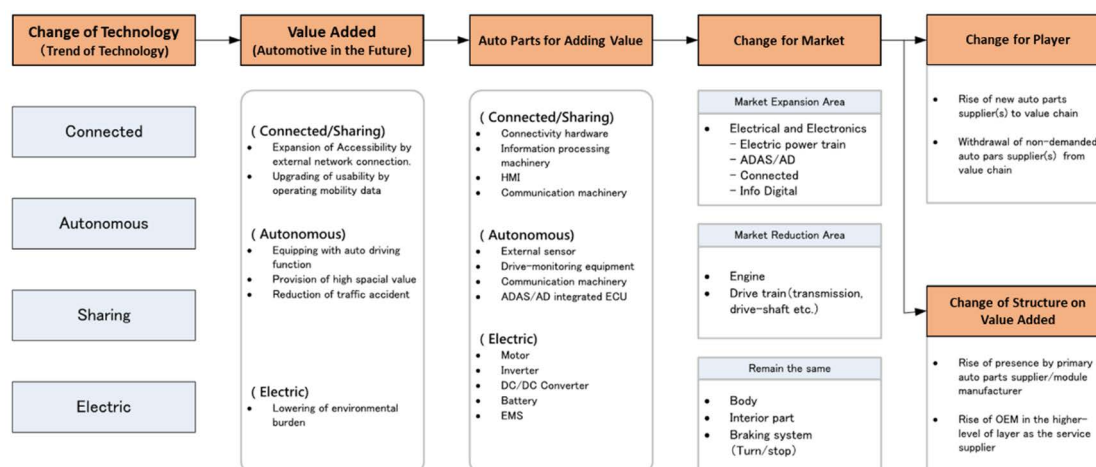 Change of Technology
(Trend of Technology)
Connected
Autonomous
Sharing
Electric
Value Added
(Automotive in the Future)
( Connected/Sharing)
• Expansion of Accessibility by
external network connection.
• Upgrading of usability by
operating mobility data
( Autonomous)
• Equipping with auto driving
function
• Provision of high spacial value
• Reduction of traffic accident
( Electric)
• Lowering of environmental
burden
Auto Parts for Adding Value
( Connected/Sharing)
• Connectivity hardware
• Information processing
machinery
• HMI
• Communication machinery
( Autonomous)
• External sensor
• Drive-monitoring equipment
• Communication machinery
• ADAS/AD integrated ECU
( Electric)
• Motor
• Inverter
• DC/DC Converter
• Battery
• EMS
Change for Market
Market Expansion Area
• Electrical and Electronics
- Electric power train
- ADAS/AD
- Connected
- Info Digital
Market Reduction Area
• Engine
• Drive train(transmission,
drive-shaft etc.)
Remain the same
• Body
• Interior part
• Braking system
(Turn/stop)
Change for Player
• Rise of new auto parts
supplier(s) to value chain
• Withdrawal of non-demanded
auto pars supplier(s) from
value chain
Change of Structure on
Value Added
• Rise of presence by primary
auto parts supplier/module
manufacturer
• Rise of OEM in the higher-
level of layer as the service
supplier